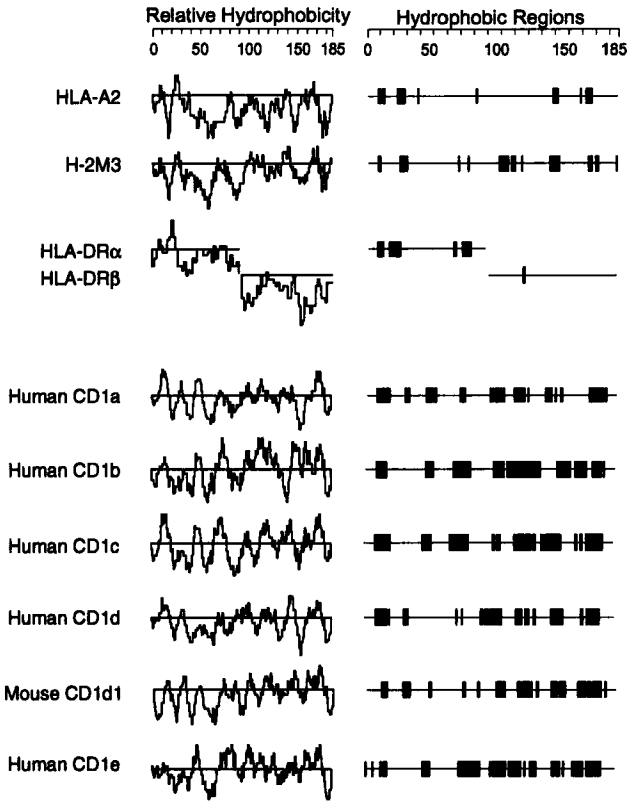 Relative Hydrophobicity Hydrophobic Regions
0 50 100 150 185 0 50 100 150 185
HLA-A2
H-2M3
HLA-DRα
HLA-DRβ
Human CD1a
Human CD1b
Human CD1c
Human CD1d
Mouse CD1d1
Human CD1e